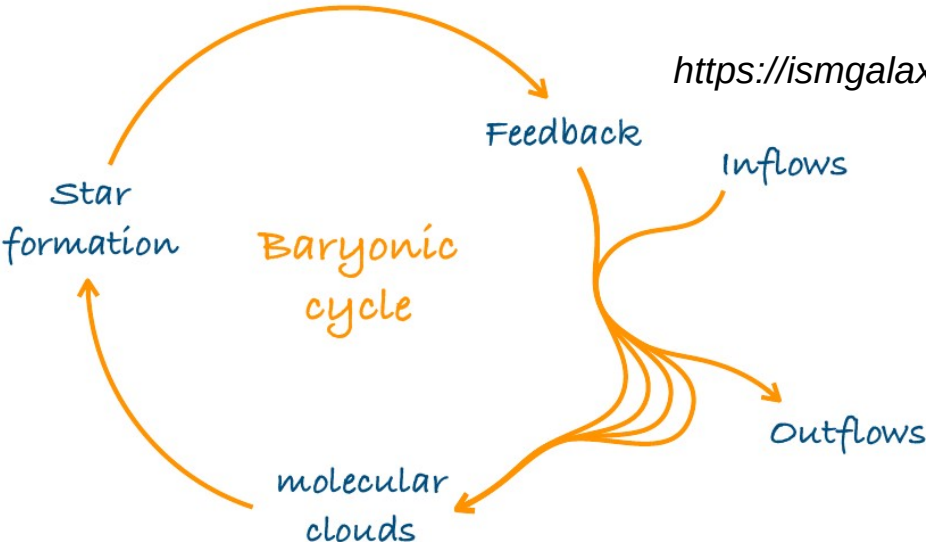 https://ismgalax
Feedback
Inflows
Star
formation
Baryonic
cycle
Outflows
molecular
clouds